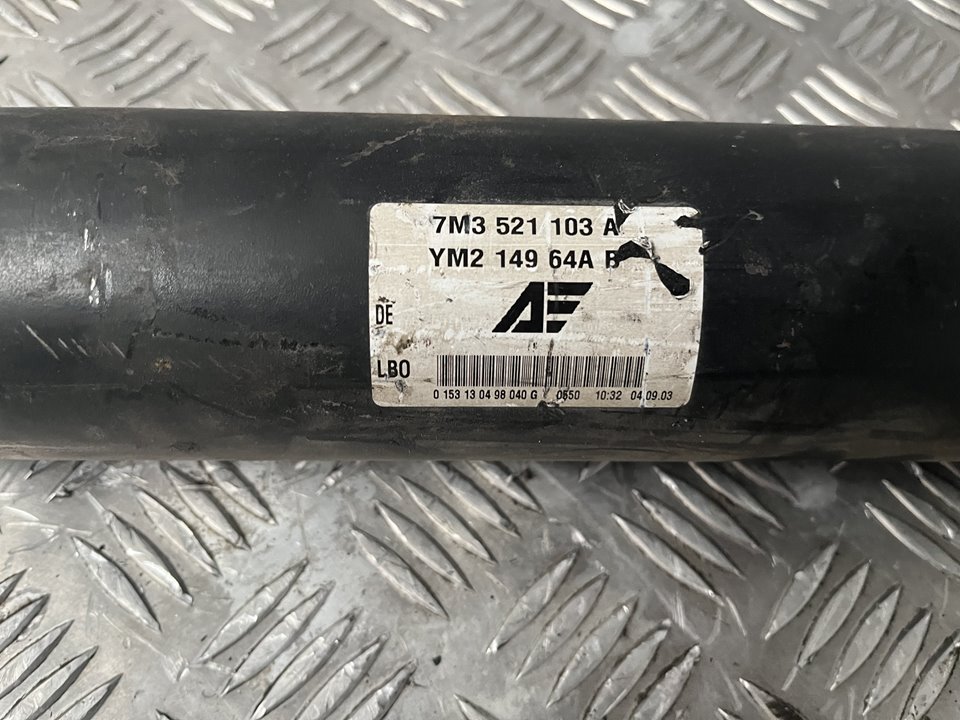 7M3 521 103 A
YM2 149 64A B
AE
DE
LBO
0 153 13 04 98 040 G 0550 10:32 04.09.03